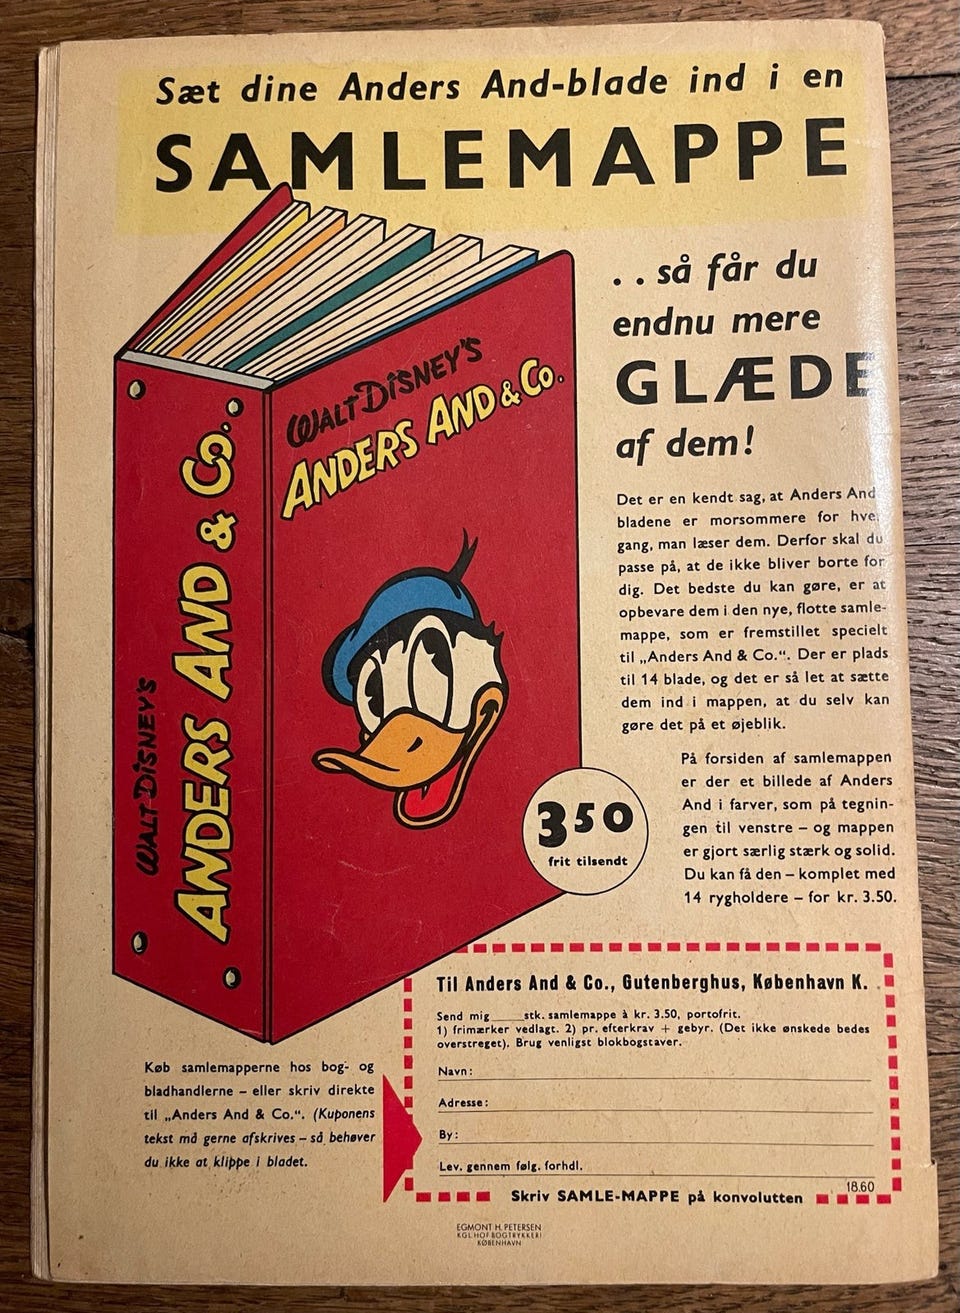 Sæt dine Anders And-blade ind i en
SAMLEMAPPE
. . så får du
endnu mere
GLÆDE
af dem!
WALT DISNEY'S
ANDERS AND & Co.
WALT DISNEY'S
ANDERS AND & Co.
Det er en kendt sag, at Anders And
bladene er morsommere for hve
gang, man læser dem. Derfor skal du
passe på, at de ikke bliver borte for
dig. Det bedste du kan gøre, er at
opbevare dem i den nye, flotte samle-
mappe, som er fremstillet specielt
til „Anders And & Co.“. Der er plads
til 14 blade, og det er så let at sætte
dem ind i mappen, at du selv kan
gøre det på et øjeblik.
På forsiden af samlemappen
er der et billede af Anders
And i farver, som på tegnin-
gen til venstre – og mappen
er gjort særlig stærk og solid.
Du kan få den – komplet med
14 rygholdere – for kr. 3.50.
350
frit tilsendt
Køb samlemapperne hos bog- og
bladhandlerne – eller skriv direkte
til „Anders And & Co.“. (Kuponens
tekst må gerne afskrives – så behøver
du ikke at klippe i bladet.
Til Anders And & Co., Gutenberghus, København K.
Send mig____stk. samlemappe à kr. 3.50, portofrit.
1) frimærker vedlagt. 2) pr. efterkrav + gebyr. (Det ikke ønskede bedes
overstreget). Brug venligst blokbogstaver.
Navn:
Adresse:
By:
Lev. gennem følg. forhdl.
18.60
Skriv SAMLE-MAPPE på konvolutten
EGMONT H. PETERSEN
KGL. HOF-BOGTRYKKERI
KØBENHAVN